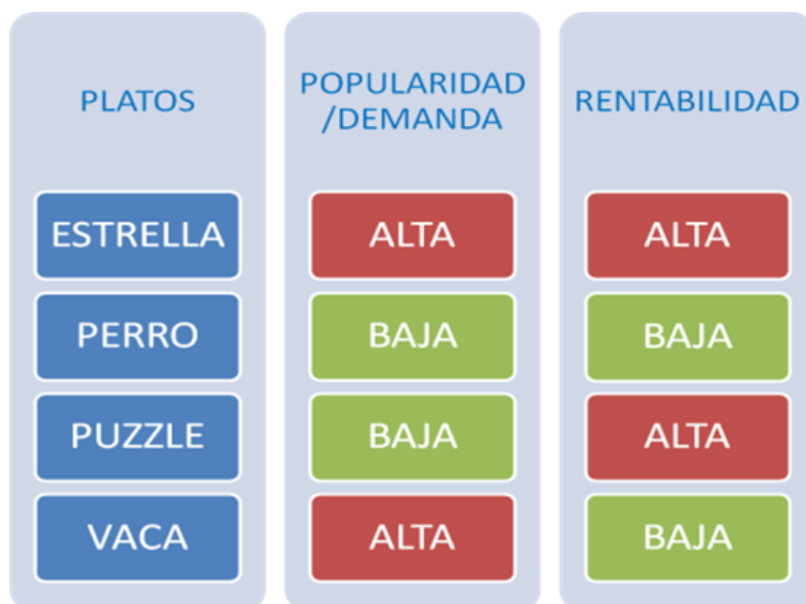 PLATOS
POPULARIDAD
/DEMANDA
RENTABILIDAD
ESTRELLA
ALTA
ALTA
PERRO
BAJA
BAJA
PUZZLE
BAJA
ALTA
VACA
ALTA
BAJA